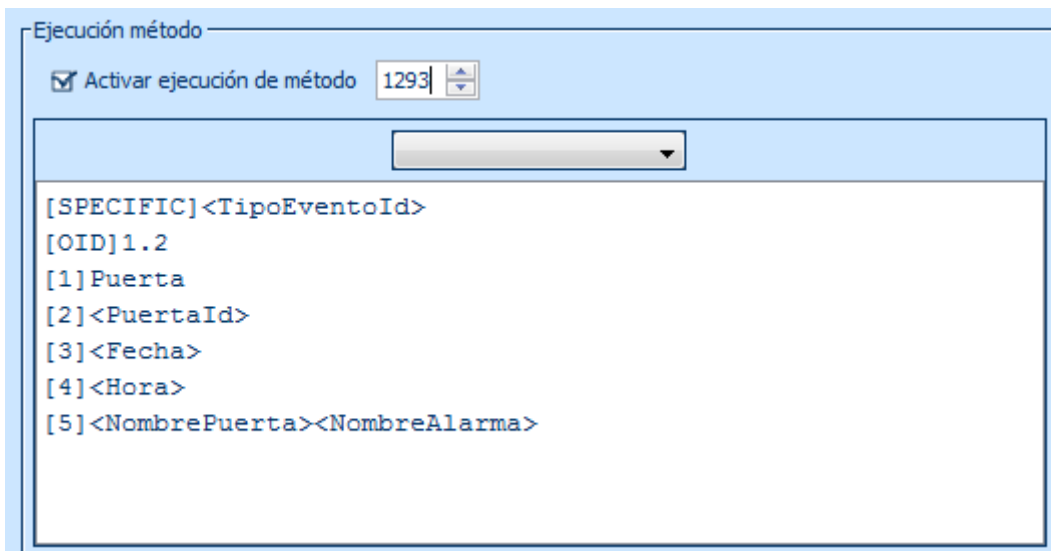 Ejecución método
Activar ejecución de método 1293
[SPECIFIC]<TipoEventoId>
[OID]1.2
[1]Puerta
[2]<PuertaId>
[3]<Fecha>
[4]<Hora>
[5]<NombrePuerta><NombreAlarma>